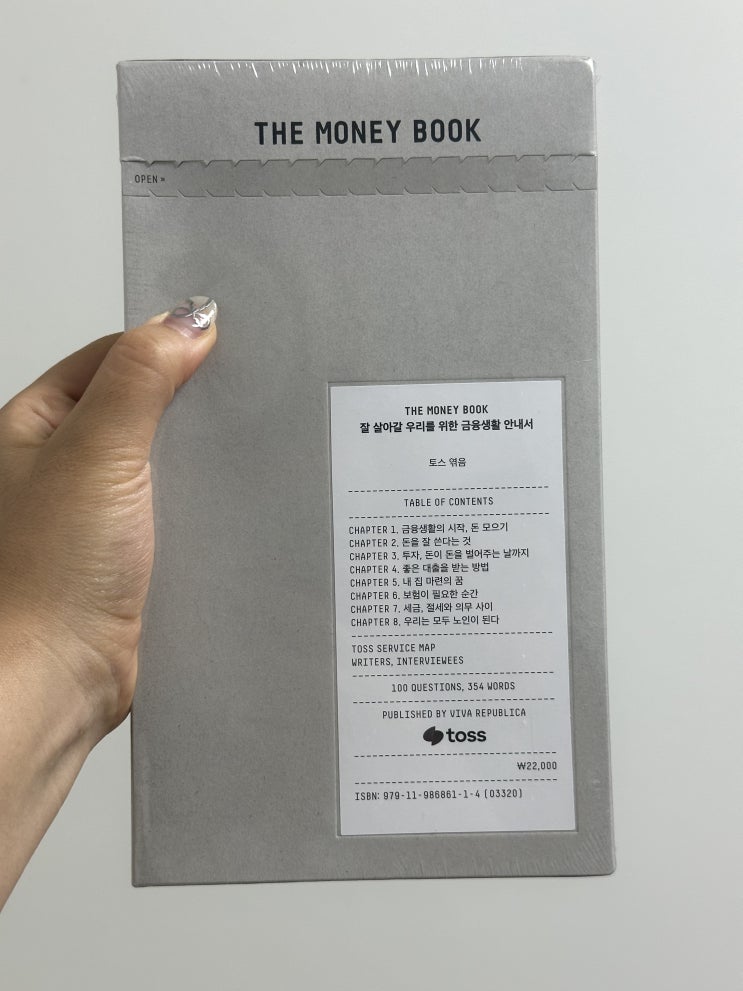 THE MONEY BOOK
OPEN »
THE MONEY BOOK
잘 살아갈 우리를 위한 금융생활 안내서
토스 엮음
TABLE OF CONTENTS
CHAPTER 1. 금융생활의 시작, 돈 모으기
CHAPTER 2. 돈을 잘 쓴다는 것
CHAPTER 3. 투자, 돈이 돈을 벌어주는 날까지
CHAPTER 4. 좋은 대출을 받는 방법
CHAPTER 5. 내 집 마련의 꿈
CHAPTER 6. 보험이 필요한 순간
CHAPTER 7. 세금, 절세와 의무 사이
CHAPTER 8. 우리는 모두 노인이 된다
TOSS SERVICE MAP
WRITERS, INTERVIEWEES
100 QUESTIONS, 354 WORDS
PUBLISHED BY VIVA REPUBLICA
toss
₩22,000
ISBN: 979-11-986861-1-4 (03320)